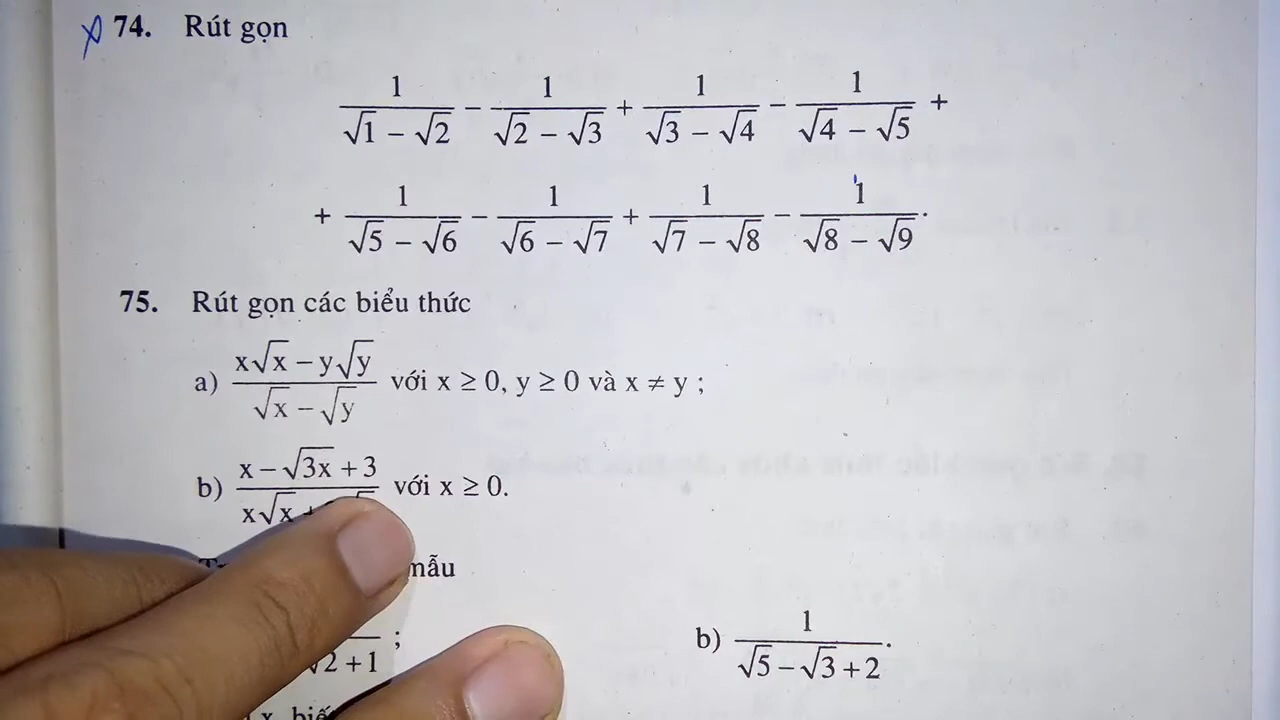 74. Rút gọn
1/(√1 − √2) − 1/(√2 − √3) + 1/(√3 − √4) − 1/(√4 − √5) +
+ 1/(√5 − √6) − 1/(√6 − √7) + 1/(√7 − √8) − 1/(√8 − √9).
75. Rút gọn các biểu thức
a) (x√x − y√y)/(√x − √y) với x ≥ 0, y ≥ 0 và x ≠ y ;
b) (x − √3x + 3)/(x√x + với x ≥ 0.
mẫu
√2 + 1 ; b) 1/(√5 − √3 + 2).
x, biế